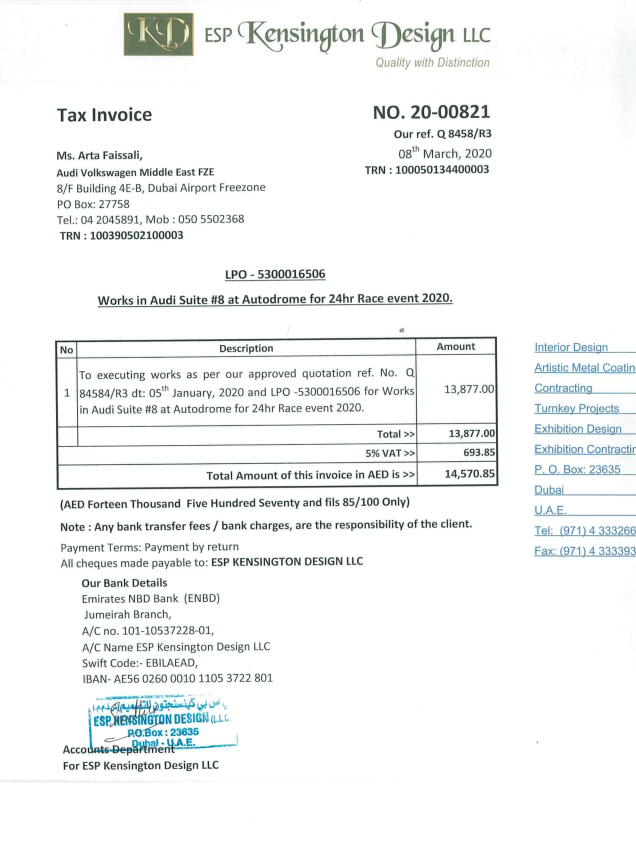 KD ESP Kensington Design LLC
Quality with Distinction
Tax Invoice
NO. 20-00821
Our ref. Q 8458/R3
08th March, 2020
TRN : 100050134400003
Ms. Arta Faissali,
Audi Volkswagen Middle East FZE
8/F Building 4E-B, Dubai Airport Freezone
PO Box: 27758
Tel.: 04 2045891, Mob : 050 5502368
TRN : 100390502100003
LPO - 5300016506
Works in Audi Suite #8 at Autodrome for 24hr Race event 2020.
No Description Amount
To executing works as per our approved quotation ref. No. Q
1 84584/R3 dt: 05th January, 2020 and LPO -5300016506 for Works 13,877.00
in Audi Suite #8 at Autodrome for 24hr Race event 2020.
Total >> 13,877.00
5% VAT >> 693.85
Total Amount of this invoice in AED is >> 14,570.85
(AED Forteen Thousand Five Hundred Seventy and fils 85/100 Only)
Note : Any bank transfer fees / bank charges, are the responsibility of the client.
Payment Terms: Payment by return
All cheques made payable to: ESP KENSINGTON DESIGN LLC
Our Bank Details
Emirates NBD Bank (ENBD)
Jumeirah Branch,
A/C no. 101-10537228-01,
A/C Name ESP Kensington Design LLC
Swift Code:- EBILAEAD,
IBAN- AE56 0260 0010 1105 3722 801
ESP KENSINGTON DESIGN (L.L.C.
P.O.Box : 23635
Dubai - U.A.E.
Accounts Department
For ESP Kensington Design LLC
Interior Design
Artistic Metal Coatin
Contracting
Turnkey Projects
Exhibition Design
Exhibition Contractin
P. O. Box: 23635
Dubai
U.A.E.
Tel: (971) 4 333266
Fax: (971) 4 333393